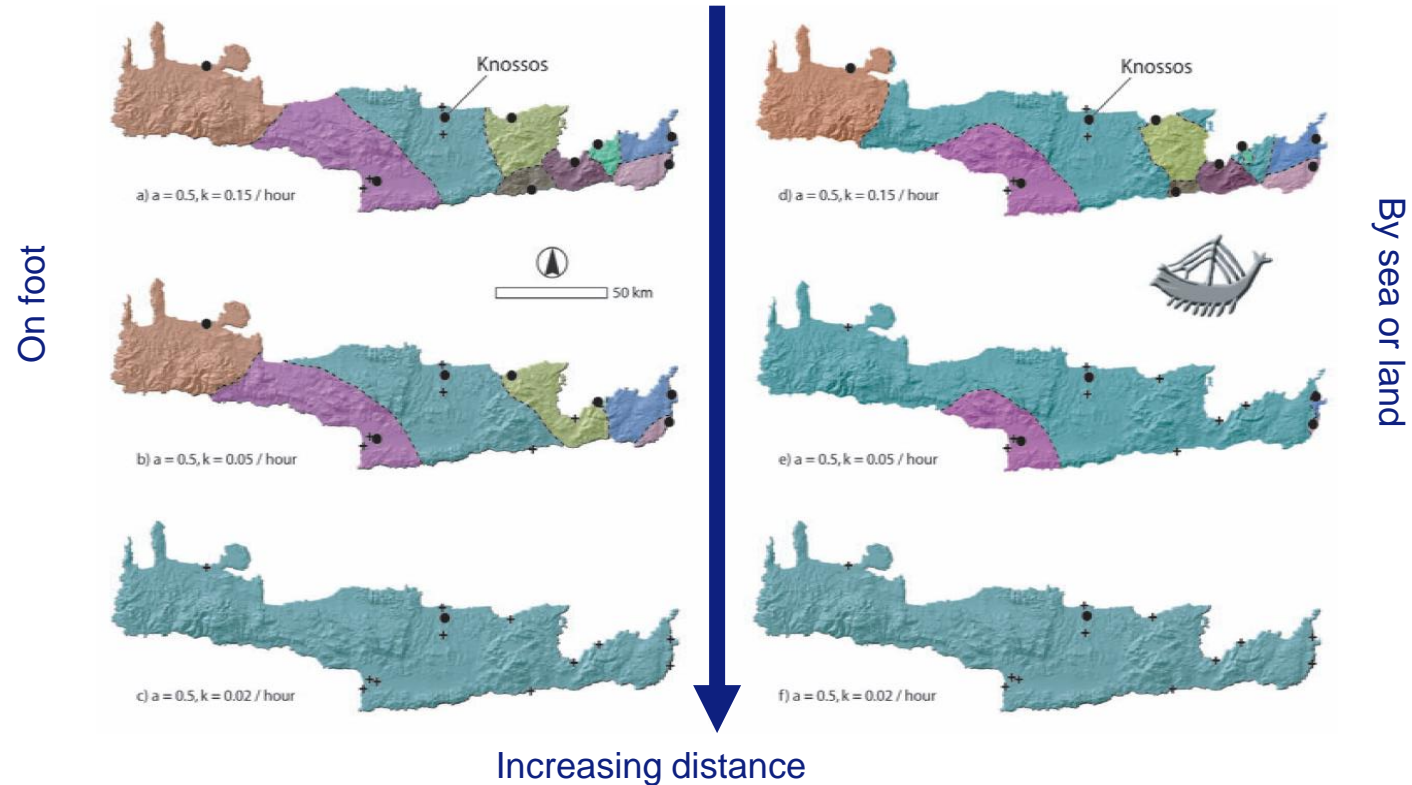 On foot
Knossos
a) a = 0.5, k = 0.15 / hour
50 km
b) a = 0.5, k = 0.05 / hour
c) a = 0.5, k = 0.02 / hour
Knossos
d) a = 0.5, k = 0.15 / hour
e) a = 0.5, k = 0.05 / hour
f) a = 0.5, k = 0.02 / hour
By sea or land
Increasing distance